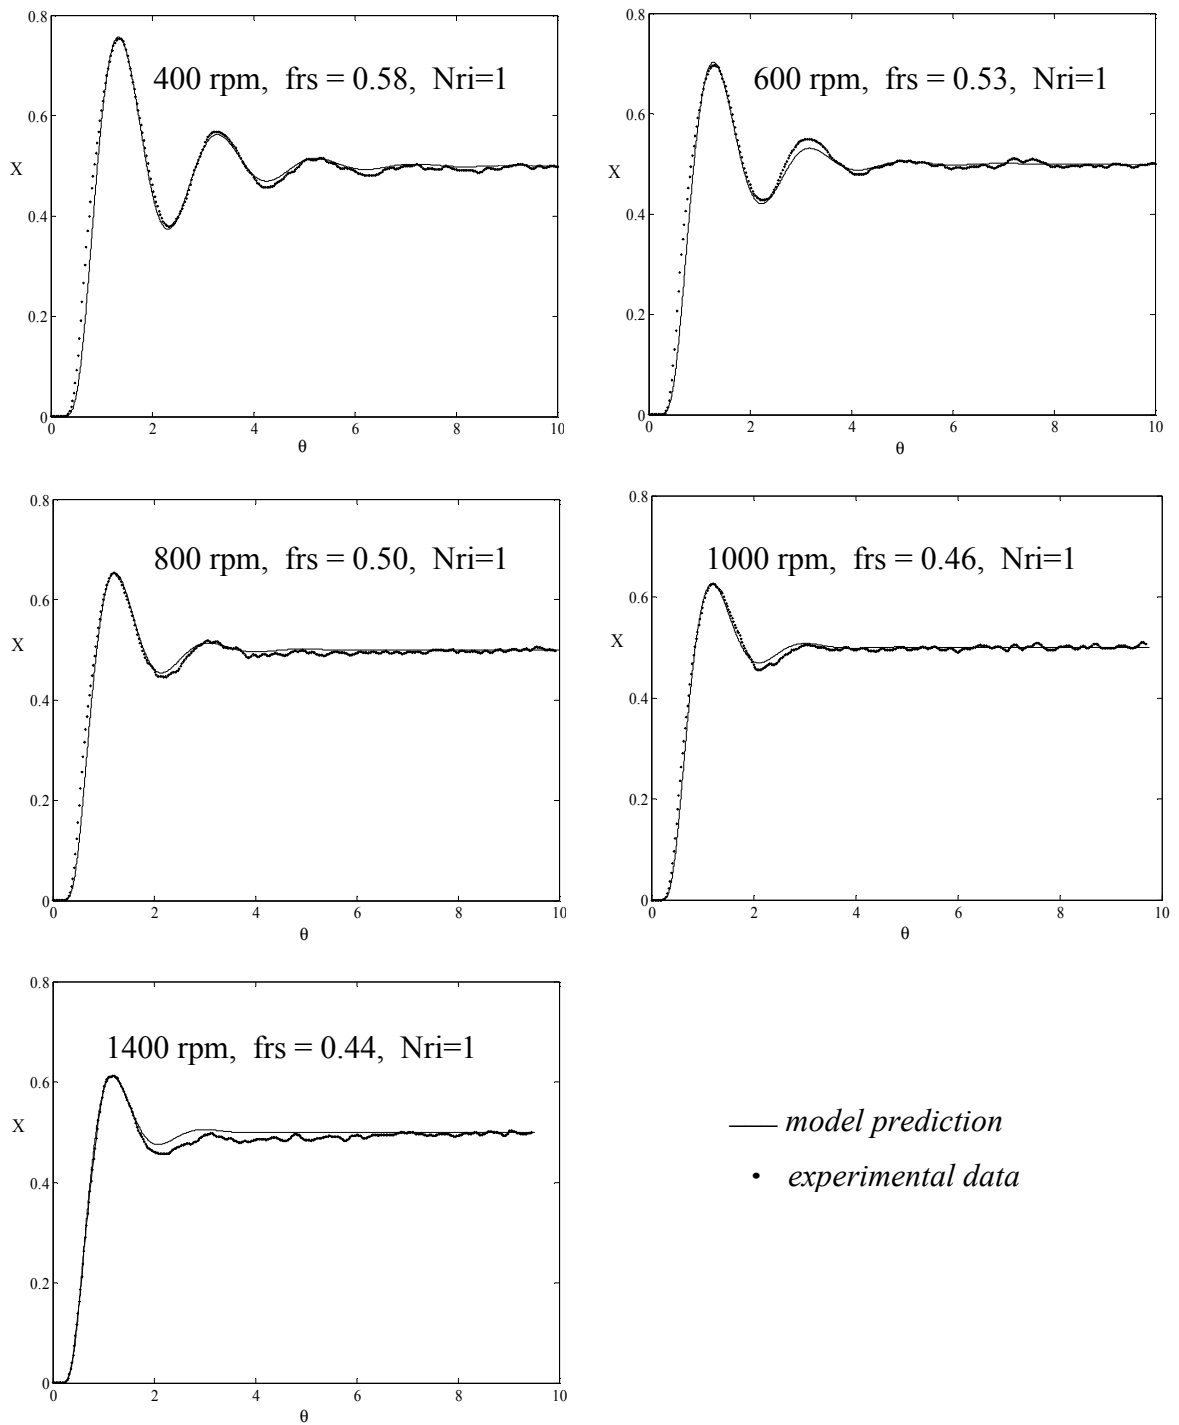 0.8
400 rpm, frs = 0.58, Nri=1
0.6
X
0.4
0.2
0
0 2 4 6 8 10
θ
0.8
600 rpm, frs = 0.53, Nri=1
0.6
X
0.4
0.2
0
0 2 4 6 8 10
θ
0.8
800 rpm, frs = 0.50, Nri=1
0.6
X
0.4
0.2
0
0 2 4 6 8 10
θ
0.8
1000 rpm, frs = 0.46, Nri=1
0.6
X
0.4
0.2
0
0 2 4 6 8 10
θ
0.8
1400 rpm, frs = 0.44, Nri=1
0.6
X
0.4
0.2
0
0 2 4 6 8 10
θ
model prediction
experimental data